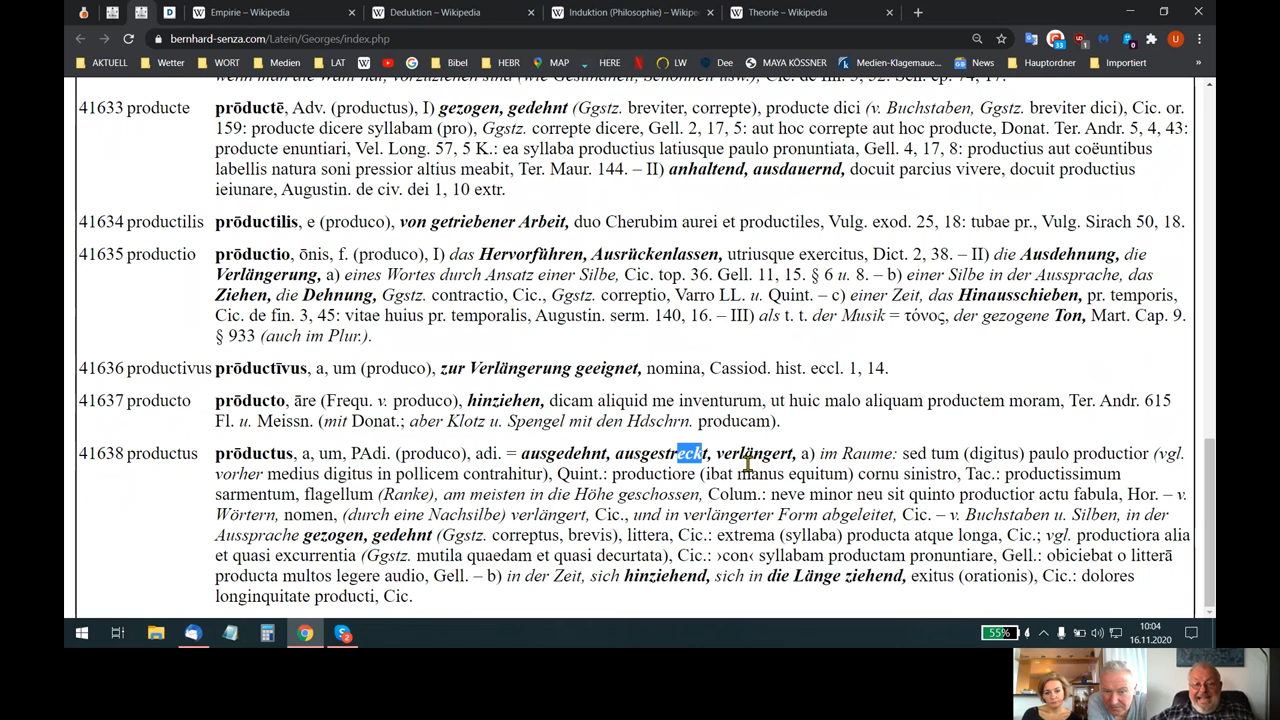 Empirie – Wikipedia
Deduktion – Wikipedia
Induktion (Philosophie) – Wikipe
Theorie – Wikipedia
bernhard-senza.com/Latein/Georges/index.php
AKTUELL Wetter WORT Medien LAT Bibel HEBR MAP HERE LW Dee MAYA KÖSSNER Medien-Klagemaue... News Hauptordner Importiert
41633 producte prōductē, Adv. (productus), I) gezogen, gedehnt (Ggstz. breviter, correpte), producte dici (v. Buchstaben, Ggstz. breviter dici), Cic. or.
159: producte dicere syllabam (pro), Ggstz. correpte dicere, Gell. 2, 17, 5: aut hoc correpte aut hoc producte, Donat. Ter. Andr. 5, 4, 43:
producte enuntiari, Vel. Long. 57, 5 K.: ea syllaba productius latiusque paulo pronuntiata, Gell. 4, 17, 8: productius aut coëuntibus
labellis natura soni pressior altius meabit, Ter. Maur. 144. – II) anhaltend, ausdauernd, docuit parcius vivere, docuit productius
ieiunare, Augustin. de civ. dei 1, 10 extr.
41634 productilis prōductilis, e (produco), von getriebener Arbeit, duo Cherubim aurei et productiles, Vulg. exod. 25, 18: tubae pr., Vulg. Sirach 50, 18.
41635 productio prōductio, ōnis, f. (produco), I) das Hervorführen, Ausrückenlassen, utriusque exercitus, Dict. 2, 38. – II) die Ausdehnung, die
Verlängerung, a) eines Wortes durch Ansatz einer Silbe, Cic. top. 36. Gell. 11, 15. § 6 u. 8. – b) einer Silbe in der Aussprache, das
Ziehen, die Dehnung, Ggstz. contractio, Cic., Ggstz. correptio, Varro LL. u. Quint. – c) einer Zeit, das Hinausschieben, pr. temporis,
Cic. de fin. 3, 45: vitae huius pr. temporalis, Augustin. serm. 140, 16. – III) als t. t. der Musik = τόνος, der gezogene Ton, Mart. Cap. 9.
§ 933 (auch im Plur.).
41636 productivus prōductīvus, a, um (produco), zur Verlängerung geeignet, nomina, Cassiod. hist. eccl. 1, 14.
41637 producto prōducto, āre (Frequ. v. produco), hinziehen, dicam aliquid me inventurum, ut huic malo aliquam productem moram, Ter. Andr. 615
Fl. u. Meissn. (mit Donat.; aber Klotz u. Spengel mit den Hdschrn. producam).
41638 productus prōductus, a, um, PAdi. (produco), adi. = ausgedehnt, ausgestreckt, verlängert, a) im Raume: sed tum (digitus) paulo productior (vgl.
vorher medius digitus in pollicem contrahitur), Quint.: productiore (ibat manus equitum) cornu sinistro, Tac.: productissimum
sarmentum, flagellum (Ranke), am meisten in die Höhe geschossen, Colum.: neve minor neu sit quinto productior actu fabula, Hor. – v.
Wörtern, nomen, (durch eine Nachsilbe) verlängert, Cic., und in verlängerter Form abgeleitet, Cic. – v. Buchstaben u. Silben, in der
Aussprache gezogen, gedehnt (Ggstz. correptus, brevis), littera, Cic.: extrema (syllaba) producta atque longa, Cic.; vgl. productiora alia
et quasi excurrentia (Ggstz. mutila quaedam et quasi decurtata), Cic.: ›con‹ syllabam productam pronuntiare, Gell.: obiciebat o litterā
producta multos legere audio, Gell. – b) in der Zeit, sich hinziehend, sich in die Länge ziehend, exitus (orationis), Cic.: dolores
longinquitate producti, Cic.
55%
10:04
16.11.2020